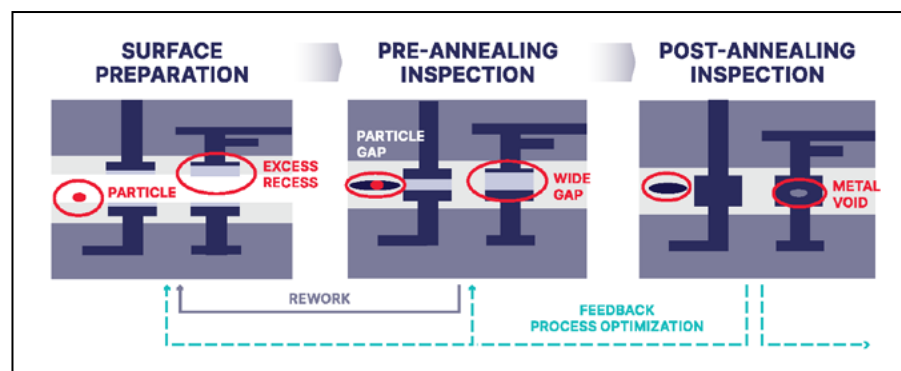 SURFACE
PREPARATION
PRE-ANNEALING
INSPECTION
POST-ANNEALING
INSPECTION
PARTICLE
EXCESS
RECESS
PARTICLE
GAP
WIDE
GAP
METAL
VOID
REWORK
FEEDBACK
PROCESS OPTIMIZATION